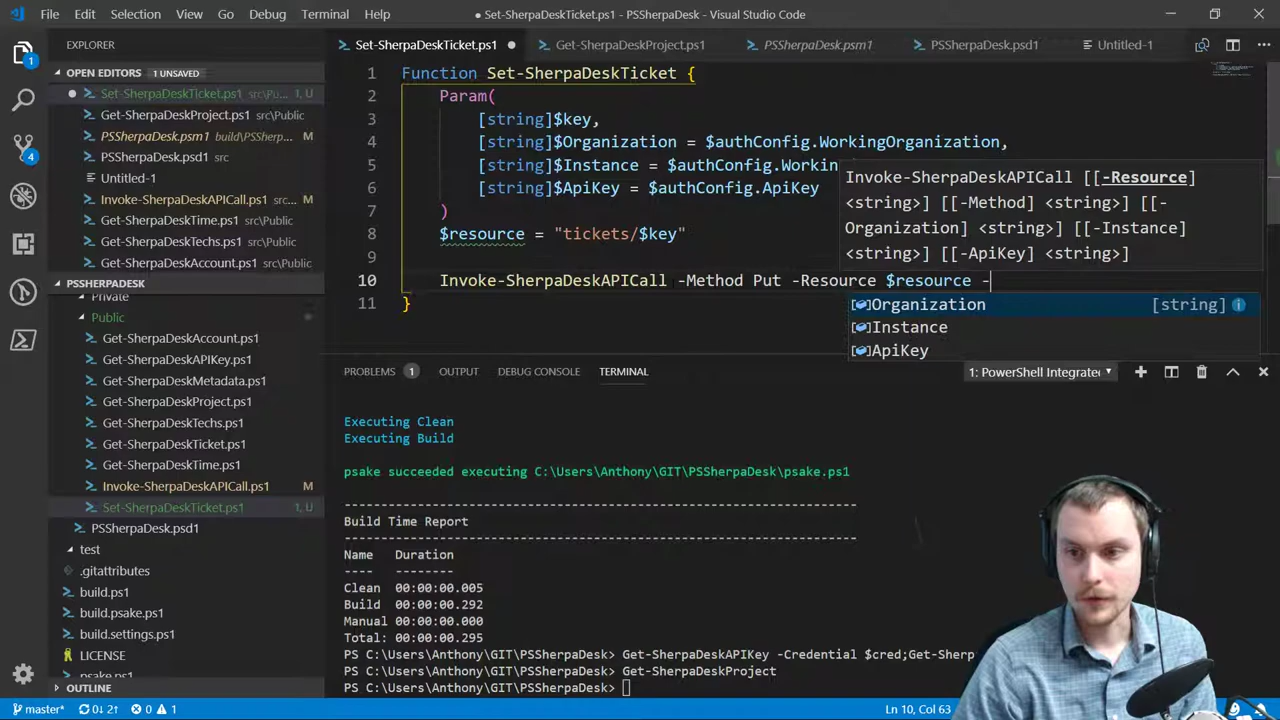 File Edit Selection View Go Debug Terminal Help
● Set-SherpaDeskTicket.ps1 - PSSherpaDesk - Visual Studio Code
EXPLORER
OPEN EDITORS 1 UNSAVED
Set-SherpaDeskTicket.ps1 src\Pu...
Get-SherpaDeskProject.ps1 src\Public
PSSherpaDesk.psm1 build\PSSherp... M
PSSherpaDesk.psd1 src
Untitled-1
Invoke-SherpaDeskAPICall.ps1 src\... M
Get-SherpaDeskTime.ps1 src\Public
Get-SherpaDeskTechs.ps1 src\Public
Get-SherpaDeskAccount.ps1 src\Public
PSSHERPADESK
Private
Public
Get-SherpaDeskAccount.ps1
Get-SherpaDeskAPIKey.ps1
Get-SherpaDeskMetadata.ps1
Get-SherpaDeskProject.ps1
Get-SherpaDeskTechs.ps1
Get-SherpaDeskTicket.ps1
Get-SherpaDeskTime.ps1
Invoke-SherpaDeskAPICall.ps1 M
Set-SherpaDeskTicket.ps1 1, U
PSSherpaDesk.psd1
test
.gitattributes
build.ps1
build.psake.ps1
build.settings.ps1
LICENSE
psake.ps1
OUTLINE
Set-SherpaDeskTicket.ps1 Get-SherpaDeskProject.ps1 PSSherpaDesk.psm1 PSSherpaDesk.psd1 Untitled-1
1 Function Set-SherpaDeskTicket {
2 Param(
3 [string]$key,
4 [string]$Organization = $authConfig.WorkingOrganization,
5 [string]$Instance = $authConfig.Working
6 [string]$ApiKey = $authConfig.ApiKey
7 )
8 $resource = "tickets/$key"
9
10 Invoke-SherpaDeskAPICall -Method Put -Resource $resource -
11 }
Invoke-SherpaDeskAPICall [[-Resource]
<string>] [[-Method] <string>] [[-
Organization] <string>] [[-Instance]
<string>] [[-ApiKey] <string>]
Organization [string]
Instance
ApiKey
PROBLEMS 1 OUTPUT DEBUG CONSOLE TERMINAL 1: PowerShell Integrate
Executing Clean
Executing Build
psake succeeded executing C:\Users\Anthony\GIT\PSSherpaDesk\psake.ps1
----------------------------------------------------------------------
Build Time Report
----------------------------------------------------------------------
Name Duration
---- --------
Clean 00:00:00.005
Build 00:00:00.292
Manual 00:00:00.000
Total: 00:00:00.295
PS C:\Users\Anthony\GIT\PSSherpaDesk> Get-SherpaDeskAPIKey -Credential $cred;Get-Sherp
PS C:\Users\Anthony\GIT\PSSherpaDesk> Get-SherpaDeskProject
PS C:\Users\Anthony\GIT\PSSherpaDesk>
1
4
master* 0↓ 2↑ 0 1 Ln 10, Col 63